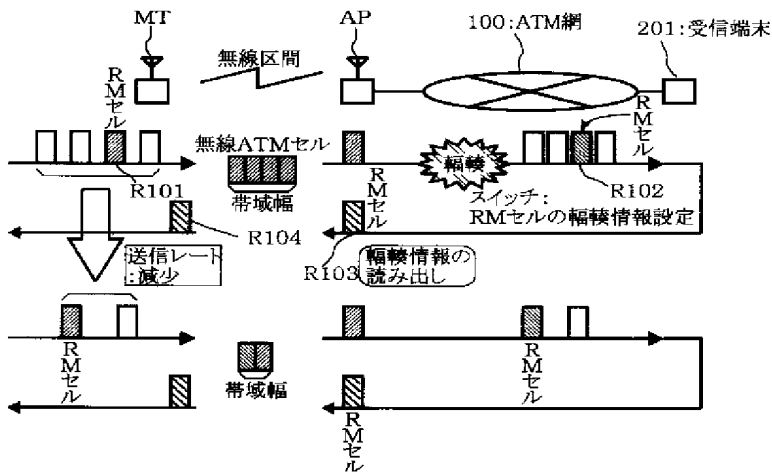 MT
AP
100:ATM網
201:受信端末
無線区間
RMセル
RMセル
無線ATMセル
輻輳
RMセル
R101
帯域幅
スイッチ:
RMセルの輻輳情報設定
R102
R104
R103
送信レート
:減少
輻輳情報の
読み出し
RMセル
帯域幅
RMセル
RMセル